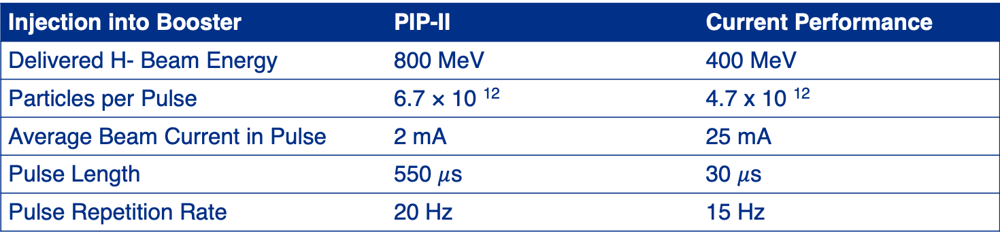 Injection into Booster PIP-II Current Performance
Delivered H- Beam Energy 800 MeV 400 MeV
Particles per Pulse 6.7 × 10 ¹² 4.7 x 10 ¹²
Average Beam Current in Pulse 2 mA 25 mA
Pulse Length 550 μs 30 μs
Pulse Repetition Rate 20 Hz 15 Hz